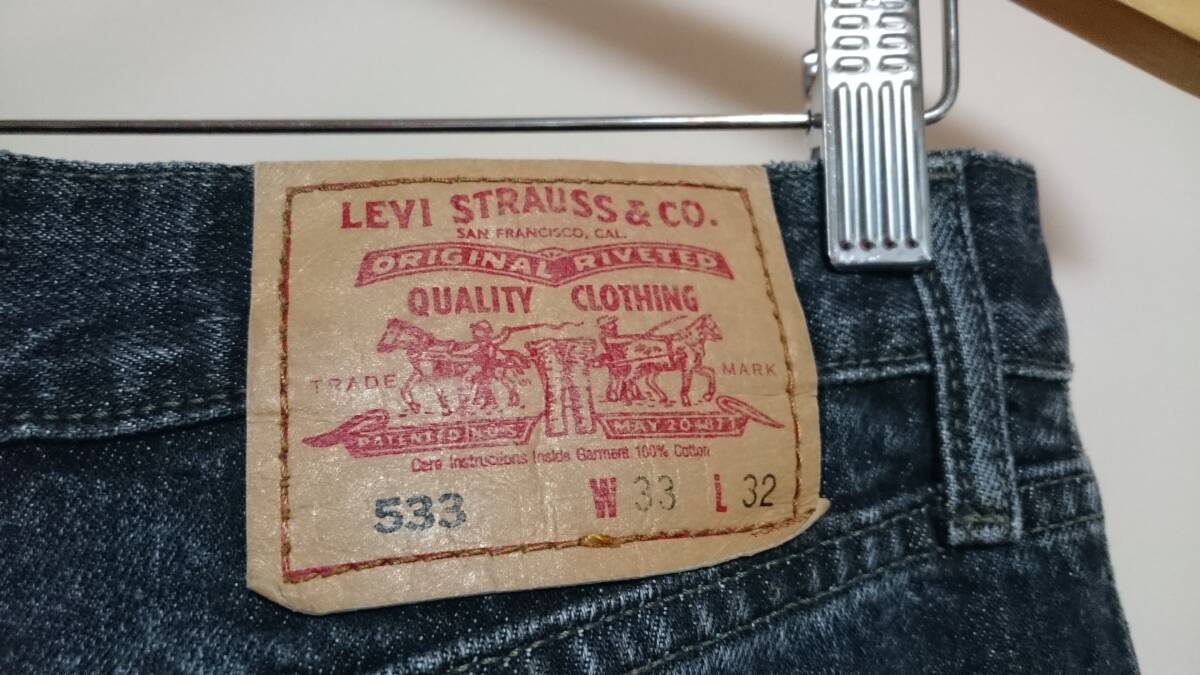 LEVI STRAUSS & CO.
SAN FRANCISCO, CAL.
ORIGINAL RIVETED
QUALITY CLOTHING
TRADE MARK
PATENTED IN U.S. MAY 20 1873
Care Instructions Inside Garment 100% Cotton
533 W 33 L 32